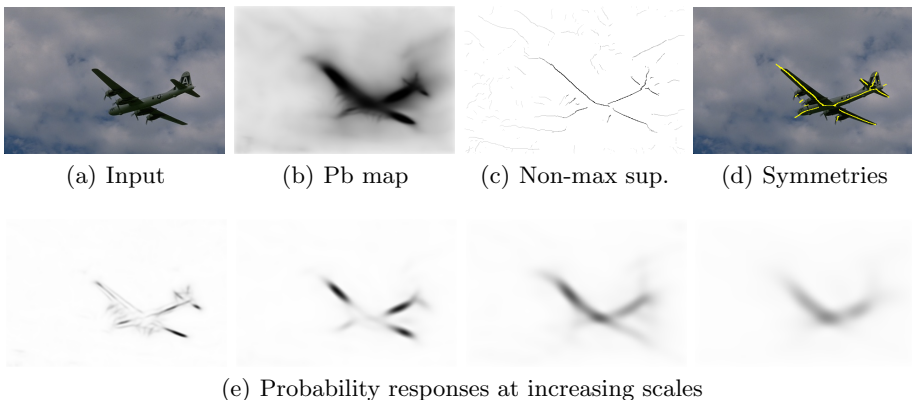 (a) Input
(b) Pb map
(c) Non-max sup.
(d) Symmetries
(e) Probability responses at increasing scales